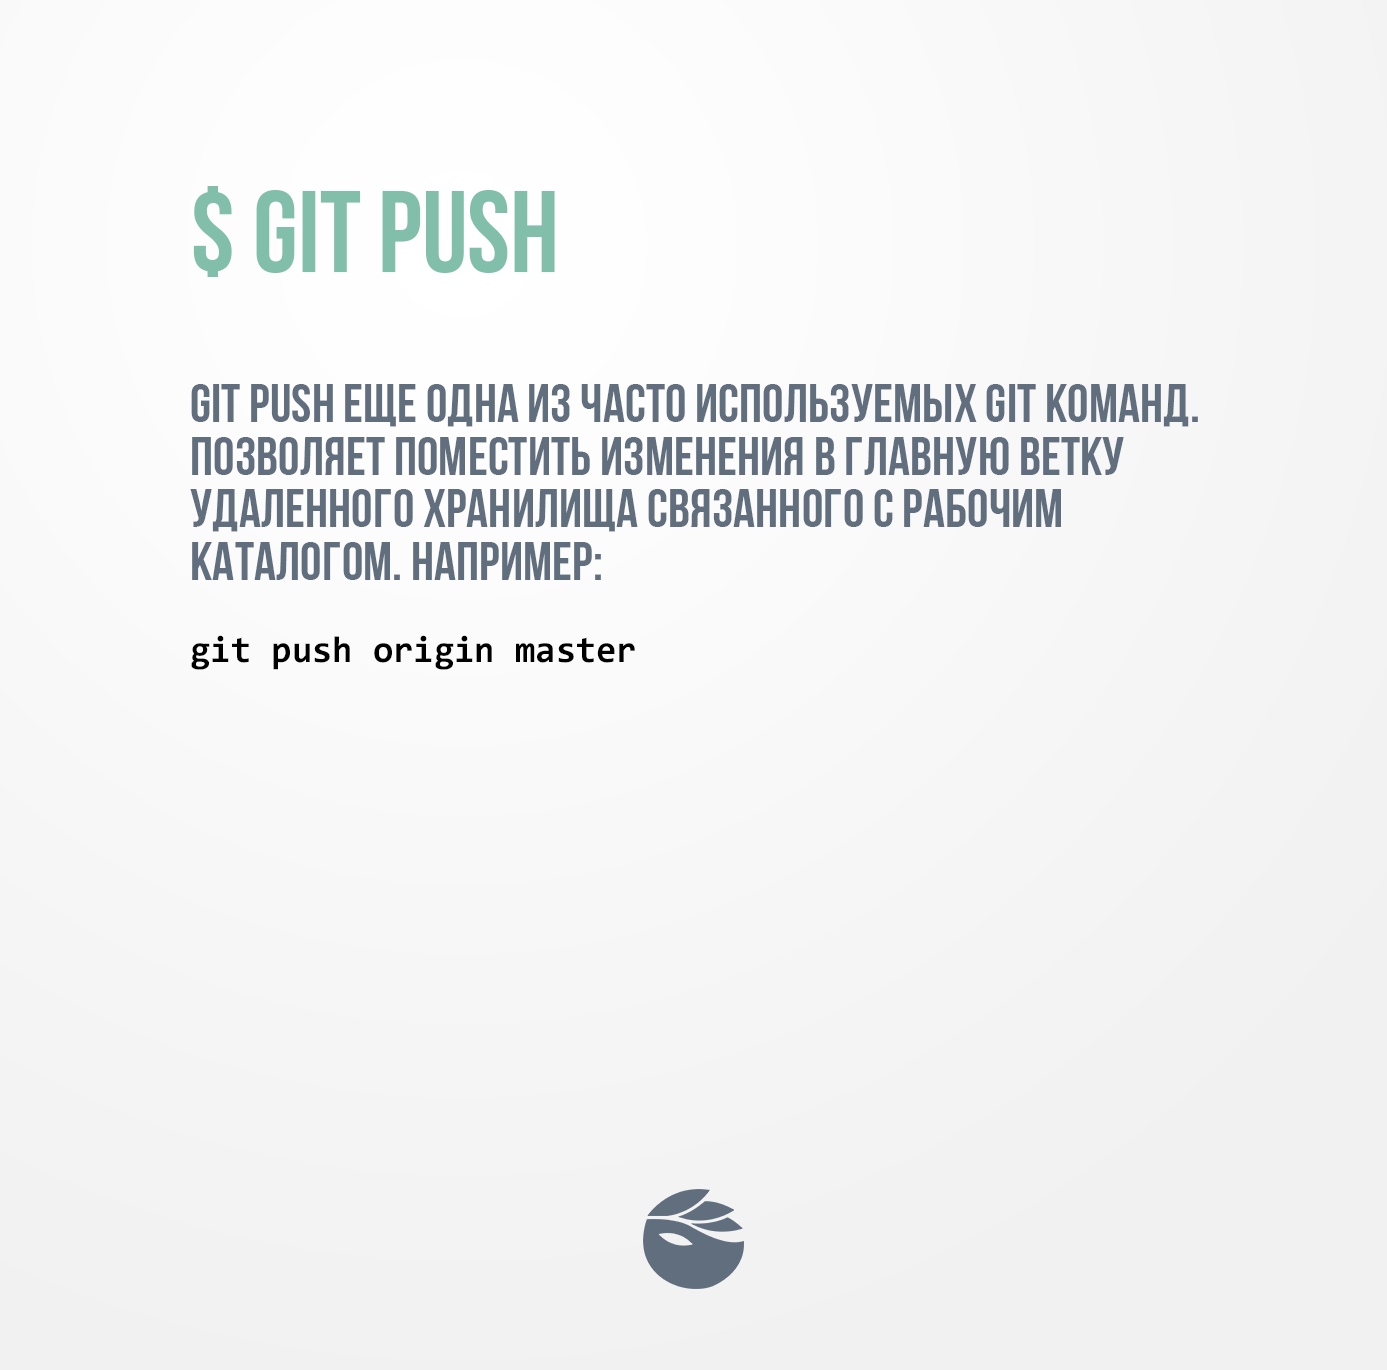 $ GIT PUSH
GIT PUSH ЕЩЕ ОДНА ИЗ ЧАСТО ИСПОЛЬЗУЕМЫХ GIT КОМАНД.
ПОЗВОЛЯЕТ ПОМЕСТИТЬ ИЗМЕНЕНИЯ В ГЛАВНУЮ ВЕТКУ
УДАЛЕННОГО ХРАНИЛИЩА СВЯЗАННОГО С РАБОЧИМ
КАТАЛОГОМ. НАПРИМЕР:
git push origin master